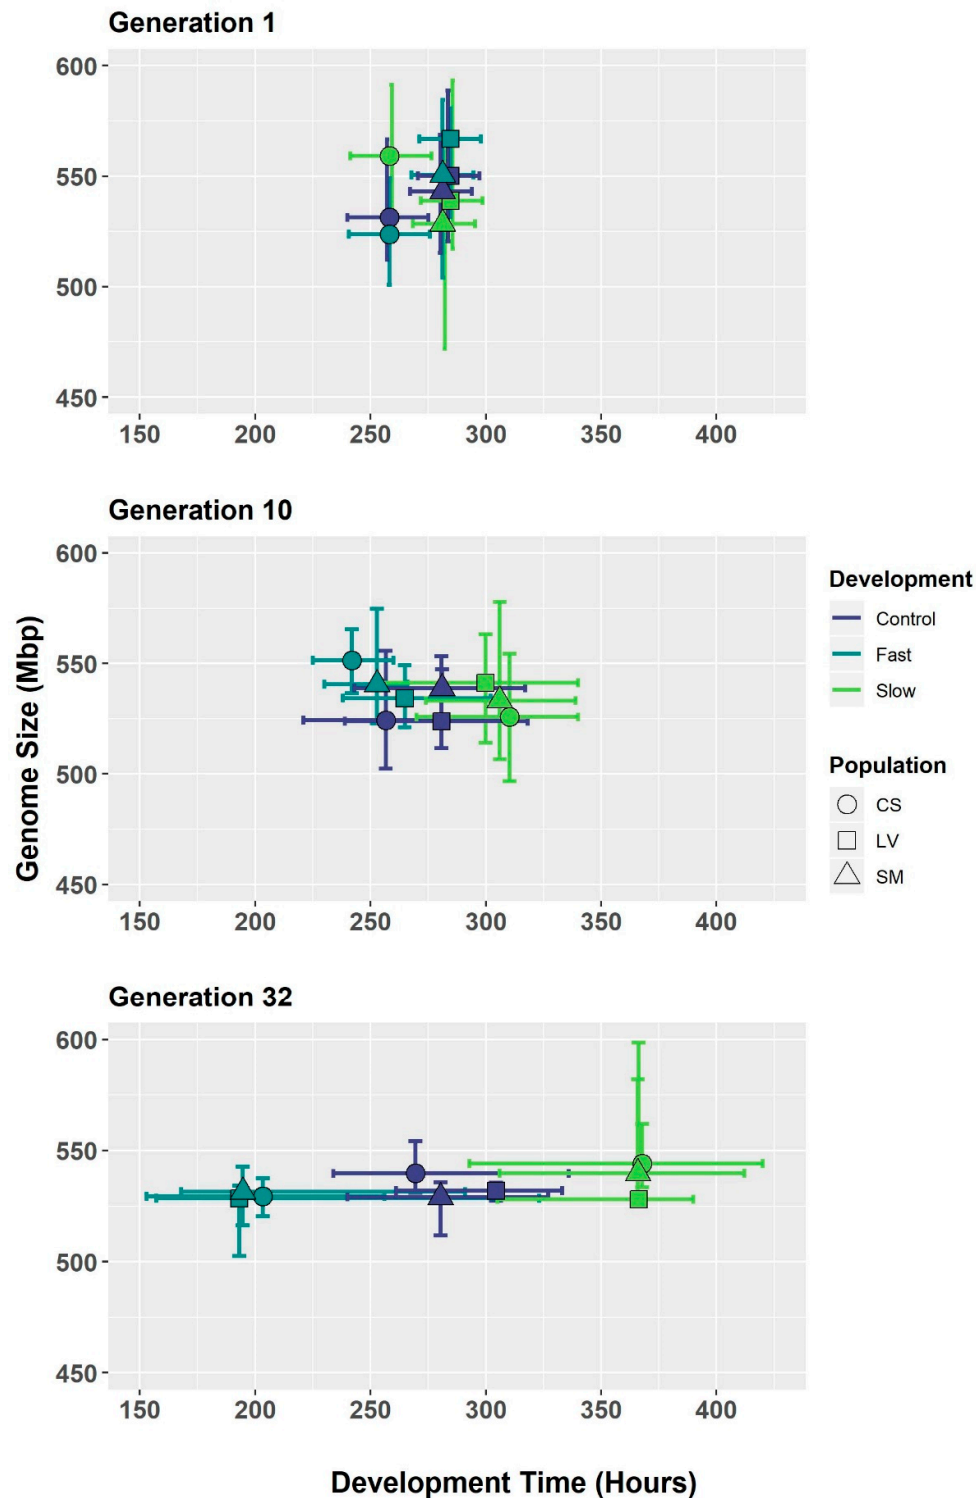 Generation 1
600
550
500
450
150 200 250 300 350 400
Generation 10
600
550
500
450
150 200 250 300 350 400
Genome Size (Mbp)
Development
Control
Fast
Slow
Population
CS
LV
SM
Generation 32
600
550
500
450
150 200 250 300 350 400
Development Time (Hours)